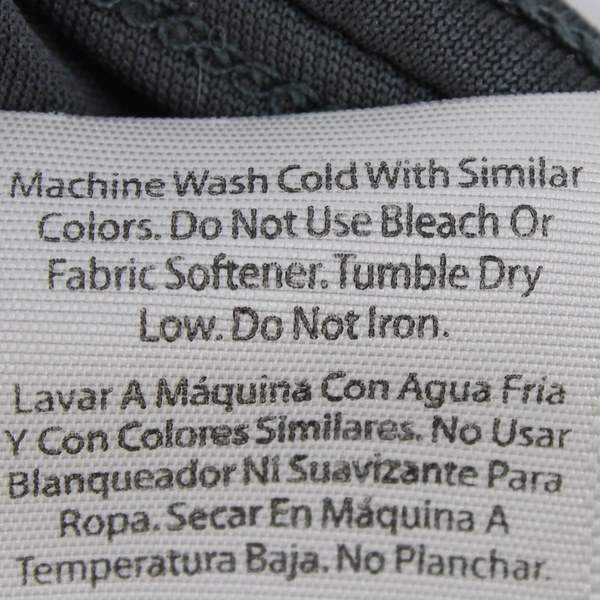 Machine Wash Cold With Similar
Colors. Do Not Use Bleach Or
Fabric Softener. Tumble Dry
Low. Do Not Iron.
Lavar A Máquina Con Agua Fría
Y Con Colores Similares. No Usar
Blanqueador Ni Suavizante Para
Ropa. Secar En Máquina A
Temperatura Baja. No Planchar.